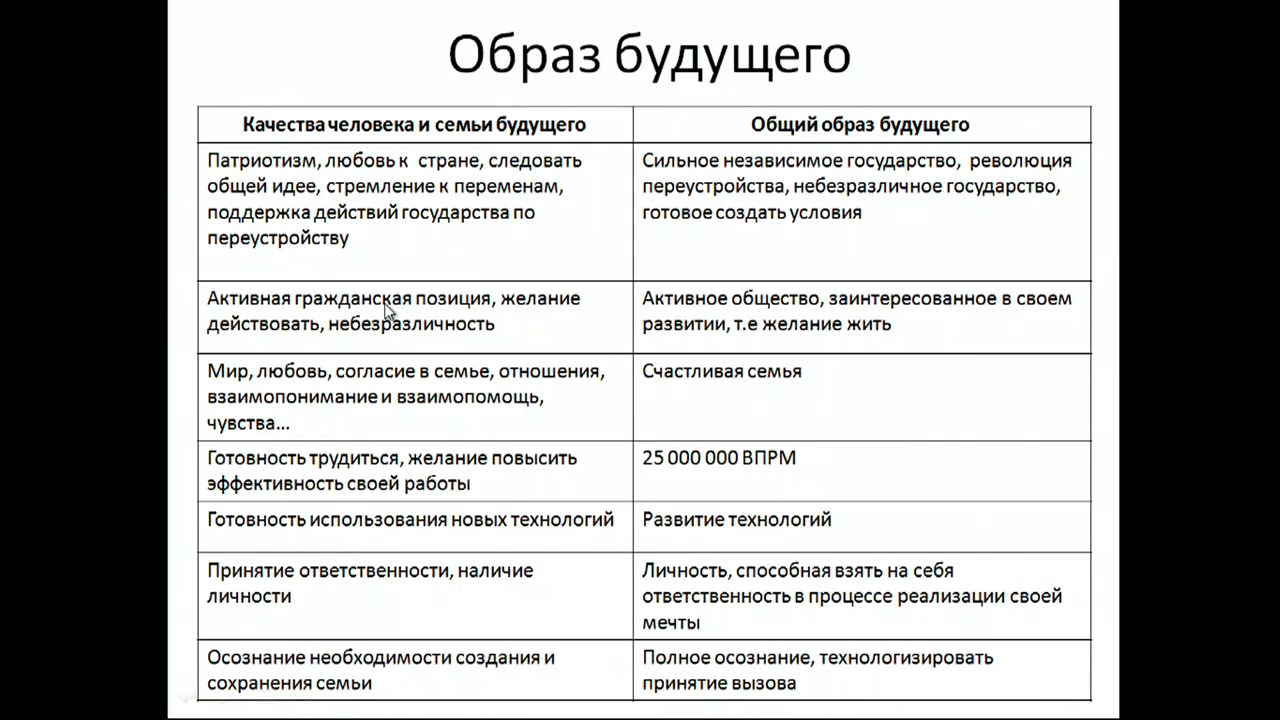 Образ будущего
Качества человека и семьи будущего
Общий образ будущего
Патриотизм, любовь к стране, следовать
общей идее, стремление к переменам,
поддержка действий государства по
переустройству
Сильное независимое государство, революция
переустройства, небезразличное государство,
готовое создать условия
Активная гражданская позиция, желание
действовать, небезразличность
Активное общество, заинтересованное в своем
развитии, т.е желание жить
Мир, любовь, согласие в семье, отношения,
взаимопонимание и взаимопомощь,
чувства...
Счастливая семья
Готовность трудиться, желание повысить
эффективность своей работы
25 000 000 ВПРМ
Готовность использования новых технологий
Развитие технологий
Принятие ответственности, наличие
личности
Личность, способная взять на себя
ответственность в процессе реализации своей
мечты
Осознание необходимости создания и
сохранения семьи
Полное осознание, технологизировать
принятие вызова